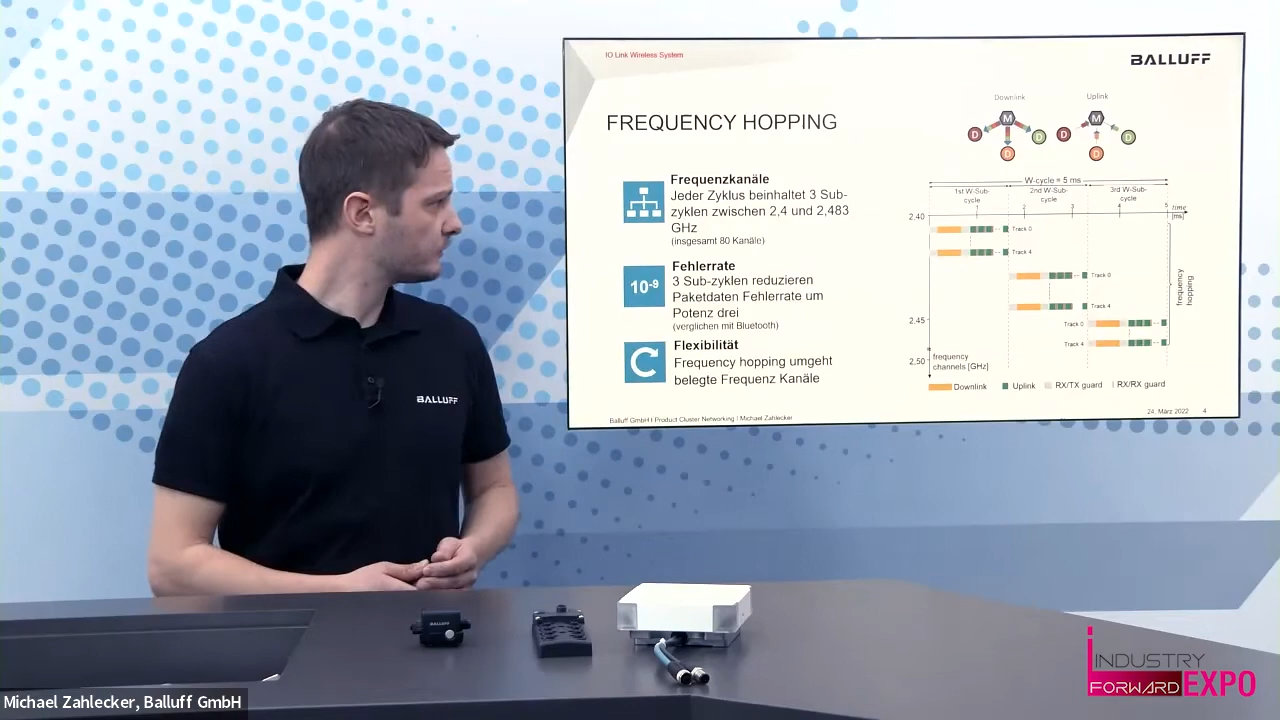 IO Link Wireless System
BALLUFF
FREQUENCY HOPPING
Downlink
Uplink
M
D
D
D
M
D
D
D
Frequenzkanäle
Jeder Zyklus beinhaltet 3 Sub-
zyklen zwischen 2,4 und 2,483
GHz
(insgesamt 80 Kanäle)
10-9
Fehlerrate
3 Sub-zyklen reduzieren
Paketdaten Fehlerrate um
Potenz drei
(verglichen mit Bluetooth)
Flexibilität
Frequency hopping umgeht
belegte Frequenz Kanäle
W-cycle = 5 ms
1st W-Sub-
cycle
2nd W-Sub-
cycle
3rd W-Sub-
cycle
1 2 3 4 5 time
[ms]
2.40
Track 0
Track 4
Track 0
Track 4
2.45
Track 0
Track 4
2.50
frequency
channels [GHz]
frequency
hopping
Downlink Uplink RX/TX guard RX/RX guard
Balluff GmbH I Product Cluster Networking I Michael Zahlecker
24. März 2022 4
BALLUFF
BALLUFF
INDUSTRY
FORWARD EXPO
Michael Zahlecker, Balluff GmbH